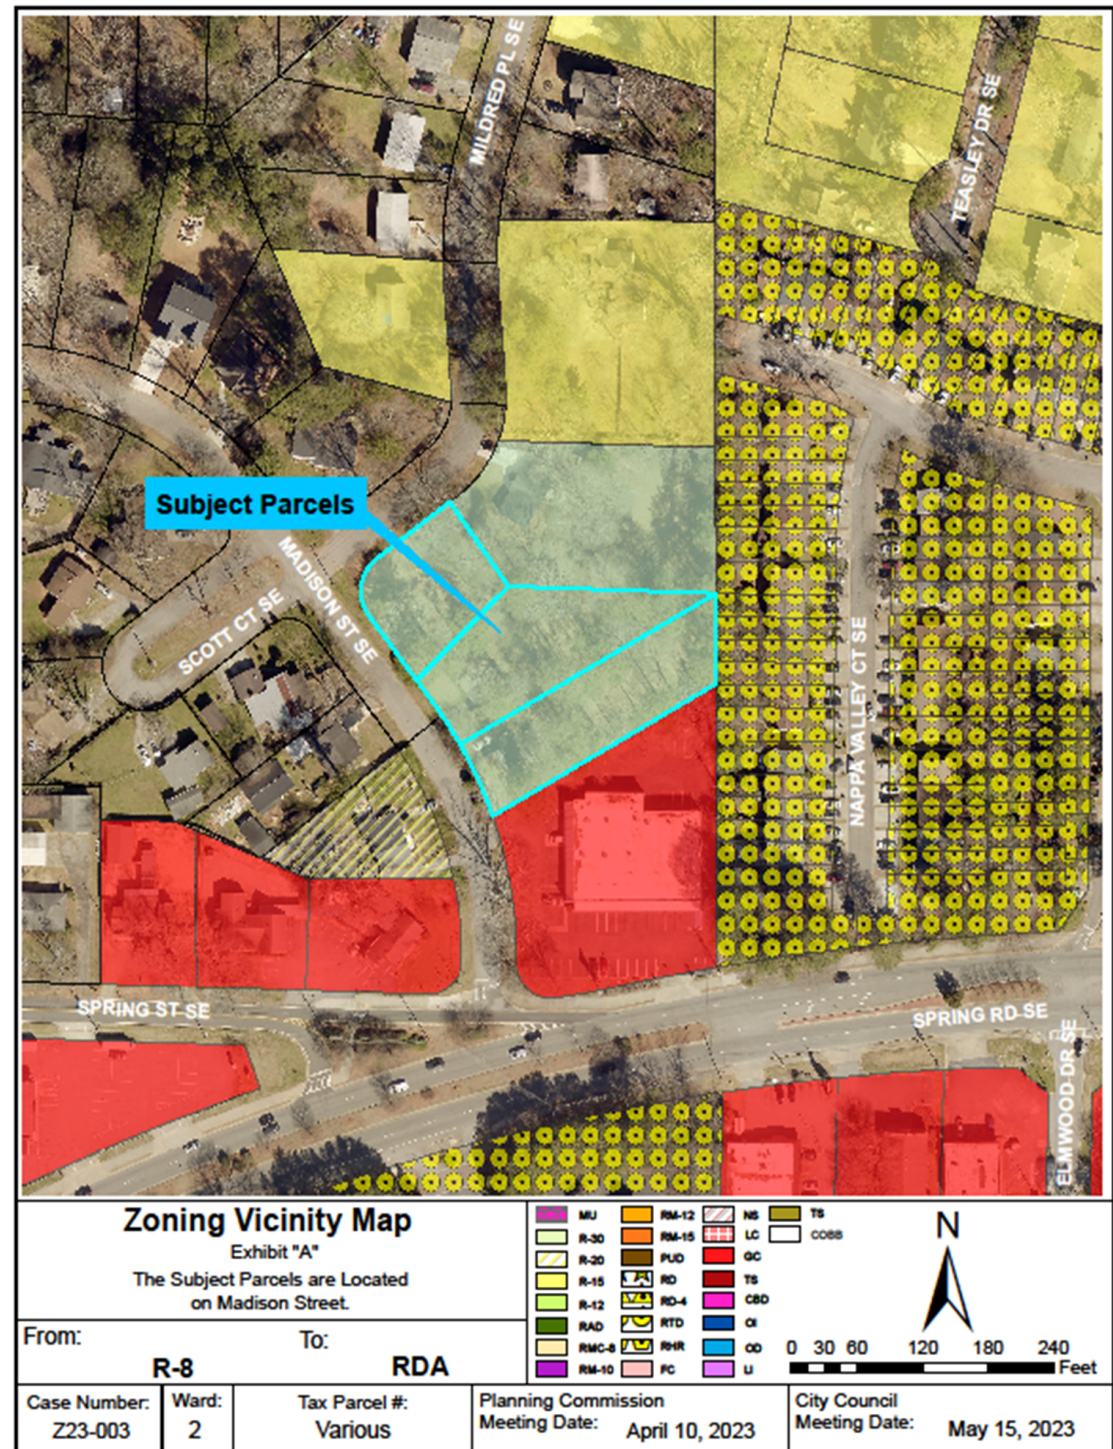 MILDRED PL SE
TEASLEY DR SE
Subject Parcels
MADISON ST SE
SCOTT CT SE
NAPPA VALLEY CT SE
SPRING ST SE
SPRING RD SE
ELMWOOD DR SE
Zoning Vicinity Map
Exhibit "A"
The Subject Parcels are Located
on Madison Street.
From:
To:
R-8
RDA
MU
R-30
R-20
R-15
R-12
RAD
RMC-8
RM-10
RM-12
RM-15
PUD
RD
RD-4
RTD
RHR
FC
NS
LC
GC
TS
CBD
OI
OD
LI
TS
COBB
N
0 30 60 120 180 240
Feet
Case Number:
Z23-003
Ward:
2
Tax Parcel #:
Various
Planning Commission
Meeting Date: April 10, 2023
City Council
Meeting Date: May 15, 2023